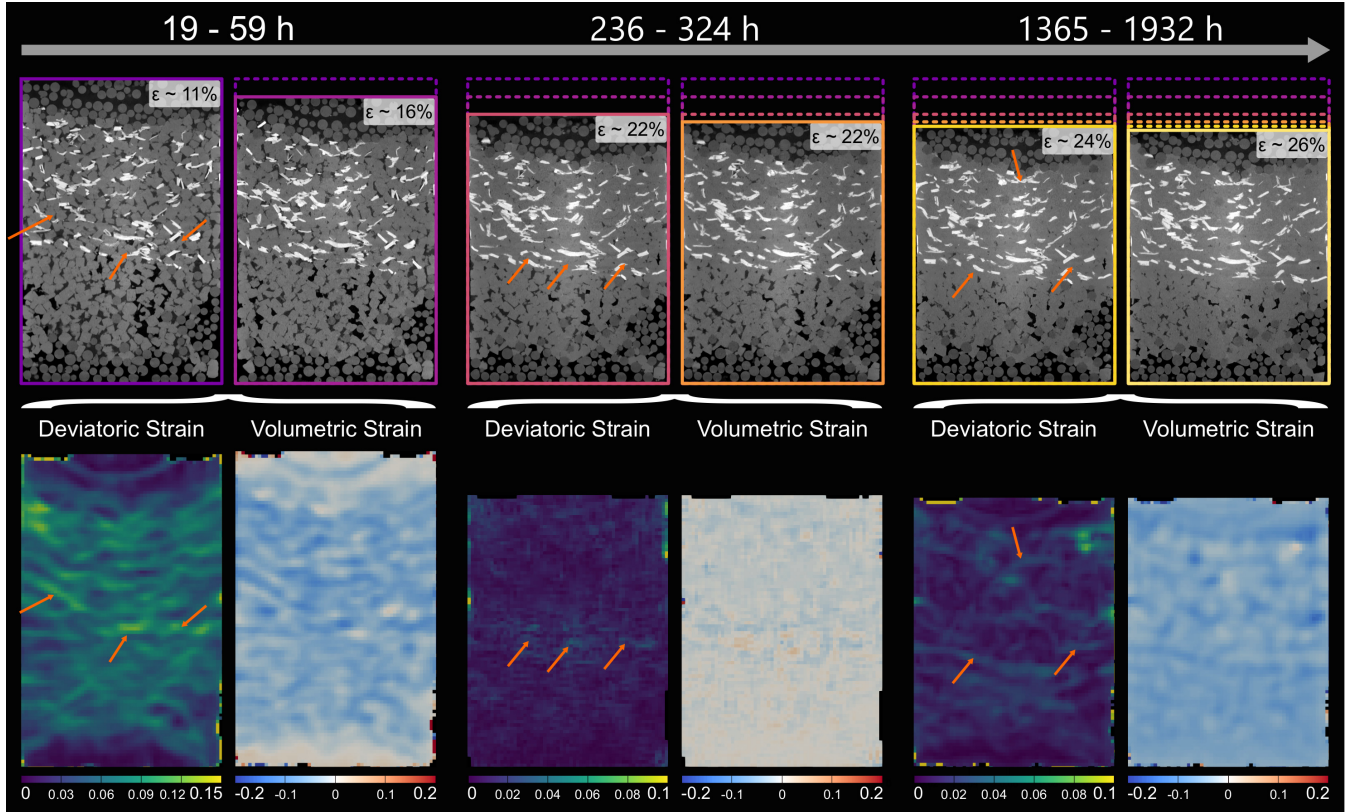 19 - 59 h 236 - 324 h 1365 - 1932 h
ε ~ 11% ε ~ 16% ε ~ 22% ε ~ 22% ε ~ 24% ε ~ 26%
Deviatoric Strain Volumetric Strain Deviatoric Strain Volumetric Strain Deviatoric Strain Volumetric Strain
0 0.03 0.06 0.09 0.12 0.15 -0.2 -0.1 0 0.1 0.2 0 0.02 0.04 0.06 0.08 0.1 -0.2 -0.1 0 0.1 0.2 0 0.02 0.04 0.06 0.08 0.1 -0.2 -0.1 0 0.1 0.2